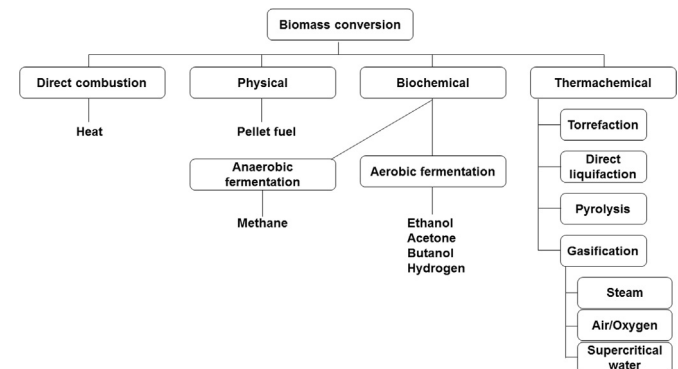 Biomass conversion
Direct combustion
Physical
Biochemical
Thermachemical
Heat
Pellet fuel
Torrefaction
Anaerobic
fermentation
Aerobic fermentation
Direct
liquifaction
Methane
Ethanol
Acetone
Butanol
Hydrogen
Pyrolysis
Gasification
Steam
Air/Oxygen
Supercritical
water